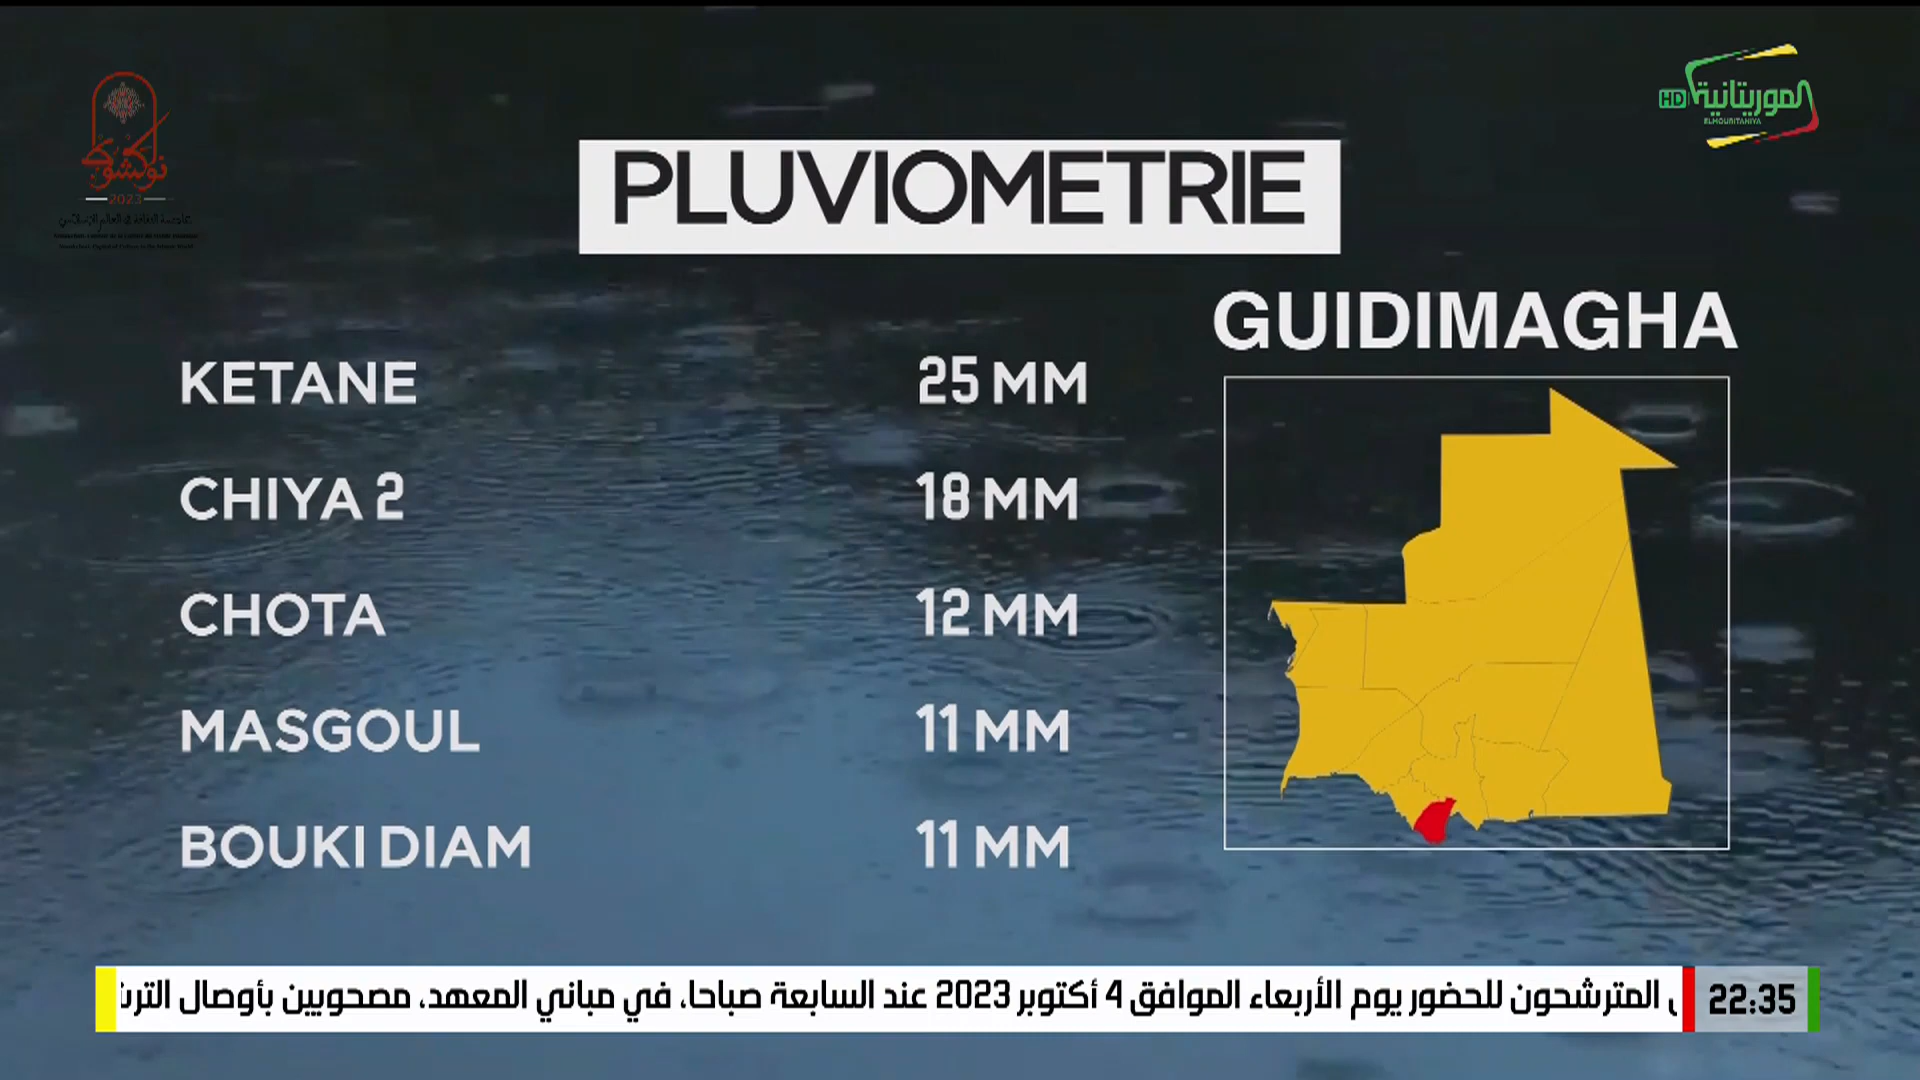 نواكشوط
2023
الموريتانية
HD
ELMOURITANIYA
PLUVIOMETRIE
GUIDIMAGHA
KETANE 25 MM
CHIYA 2 18 MM
CHOTA 12 MM
MASGOUL 11 MM
BOUKI DIAM 11 MM
المترشحون للحضور يوم الأربعاء الموافق 4 أكتوبر 2023 عند السابعة صباحا، في مباني المعهد، مصحوبين بأوصال
22:35